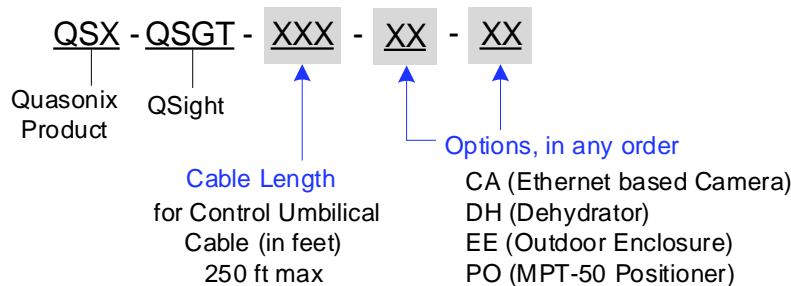 QSX - QSGT - XXX - XX - XX
Quasonix
Product
QSight
Cable Length
for Control Umbilical
Cable (in feet)
250 ft max
Options, in any order
CA (Ethernet based Camera)
DH (Dehydrator)
EE (Outdoor Enclosure)
PO (MPT-50 Positioner)